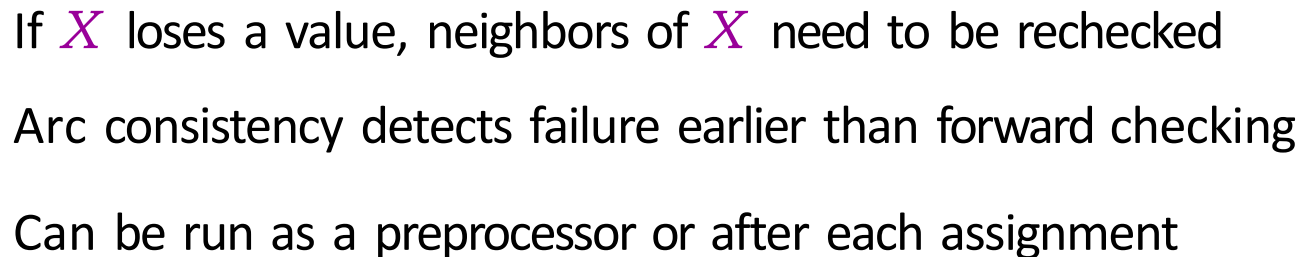 If X loses a value, neighbors of X need to be rechecked
Arc consistency detects failure earlier than forward checking
Can be run as a preprocessor or after each assignment